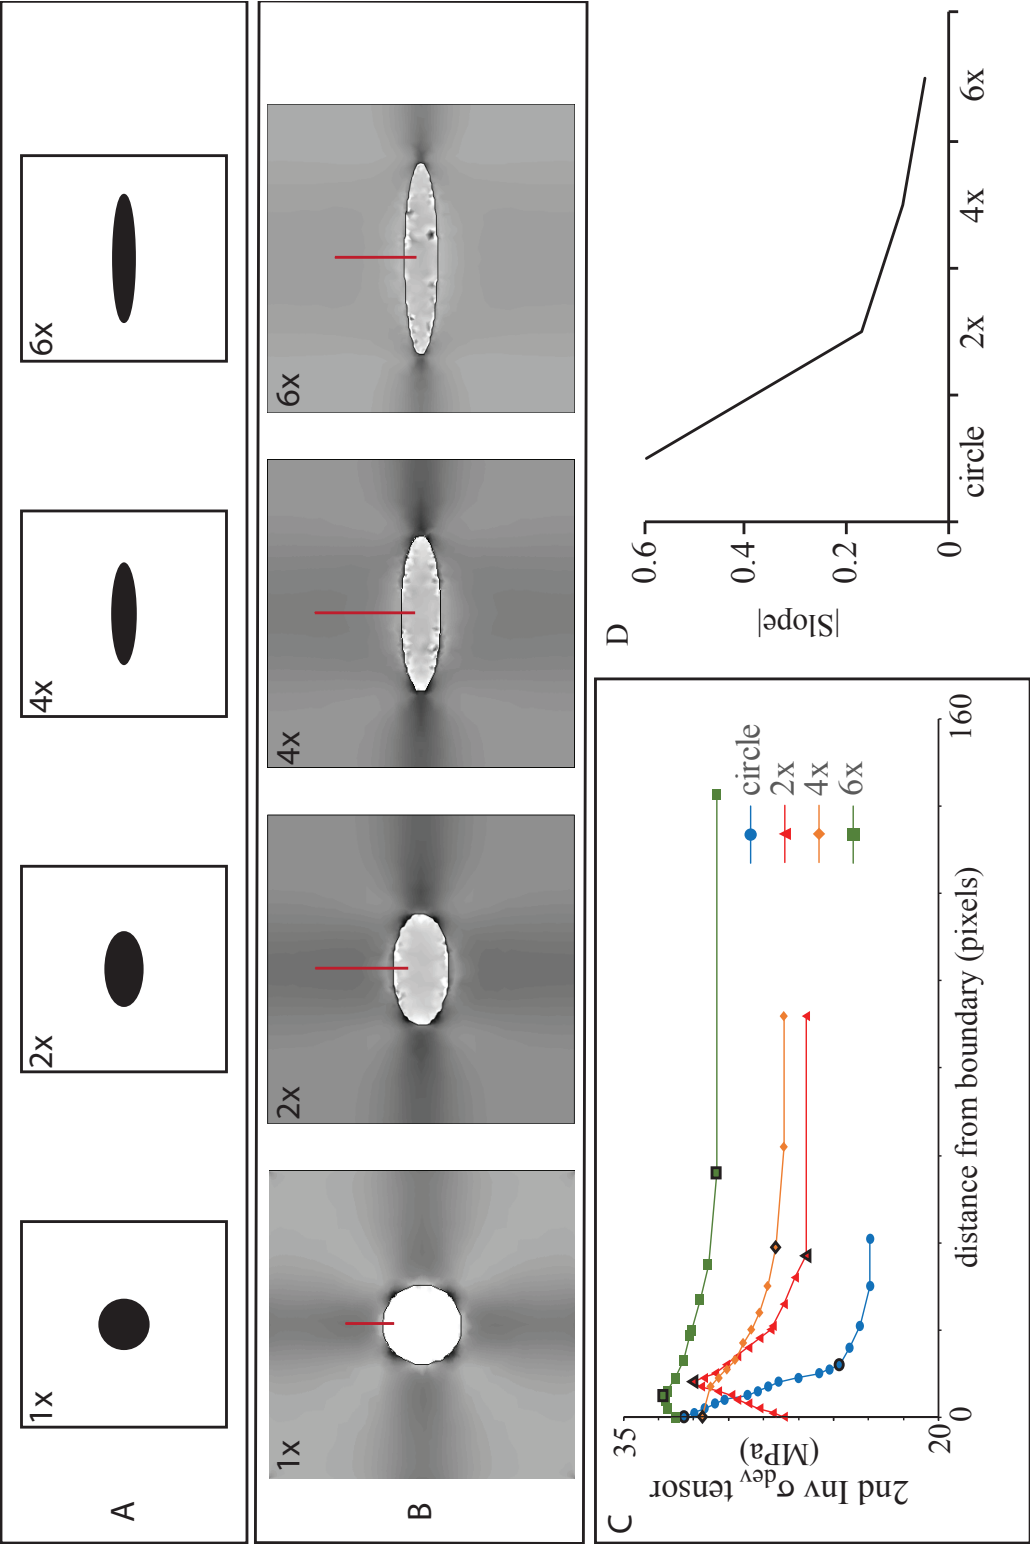 A
1x
2x
4x
6x
B
1x
2x
4x
6x
C
2nd Inv σdev tensor
(MPa)
35
20
0
160
distance from boundary (pixels)
circle
2x
4x
6x
D
|Slope|
0.6
0.4
0.2
0
circle
2x
4x
6x